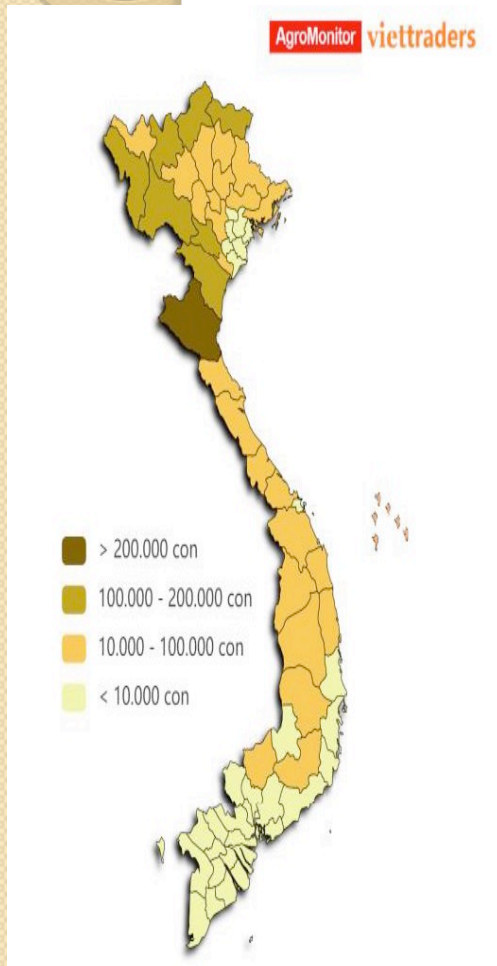 AgroMonitor viettraders
> 200.000 con
100.000 - 200.000 con
10.000 - 100.000 con
< 10.000 con